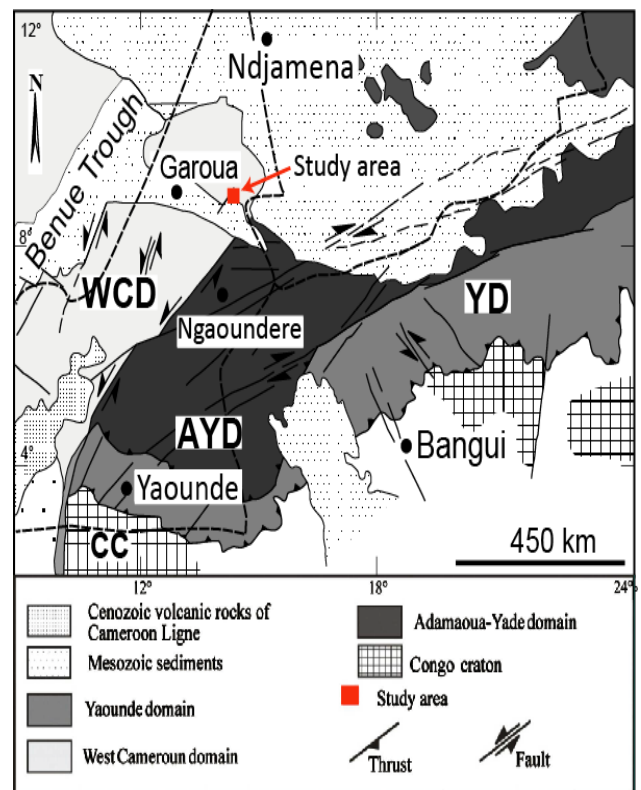 12°
Ndjamena
N
Garoua
Study area
Benue Trough
8°
WCD
YD
Ngaoundere
AYD
Bangui
4°
Yaounde
CC
450 km
12°
18°
24°
Cenozoic volcanic rocks of
Cameroon Ligne
Mesozoic sediments
Yaounde domain
West Cameroun domain
Adamaoua-Yade domain
Congo craton
Study area
Thrust
Fault